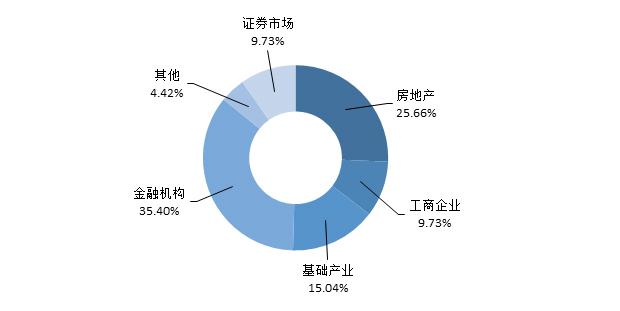 证券市场
9.73%
其他
4.42%
房地产
25.66%
金融机构
35.40%
工商企业
9.73%
基础产业
15.04%